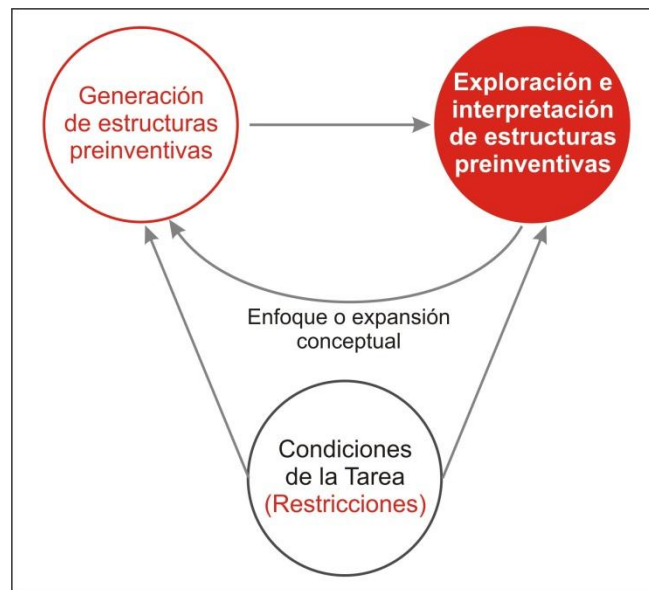 Generación
de estructuras
preinventivas
Exploración e
interpretación
de estructuras
preinventivas
Enfoque o expansión
conceptual
Condiciones
de la Tarea
(Restricciones)